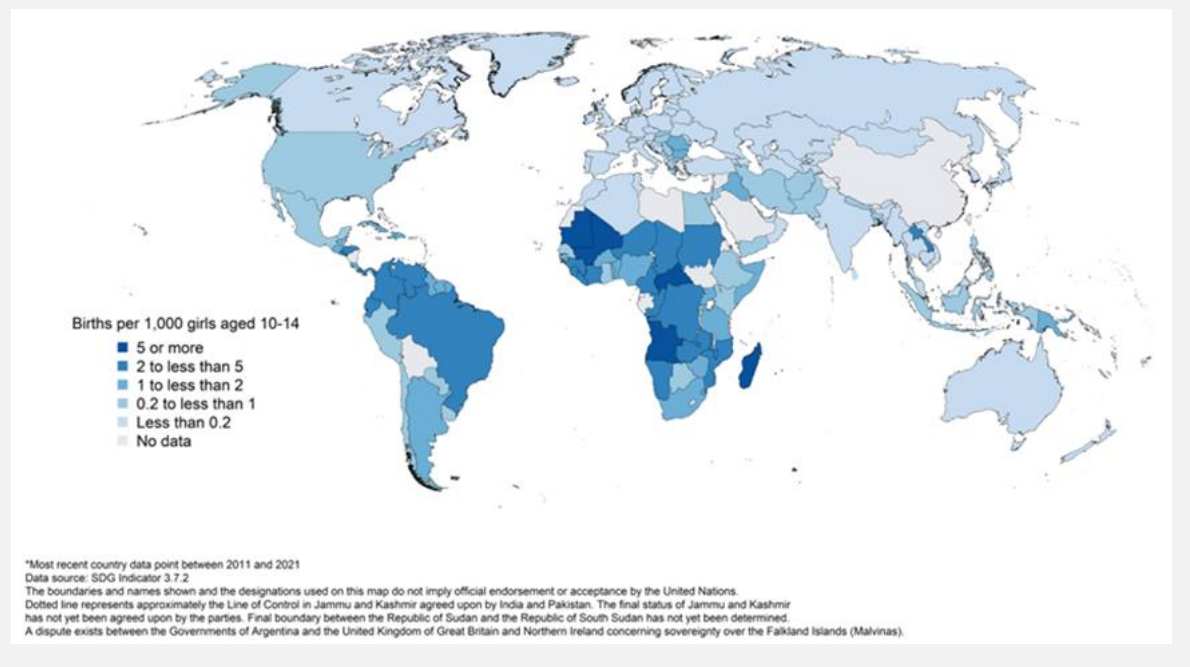 Births per 1,000 girls aged 10-14
5 or more
2 to less than 5
1 to less than 2
0.2 to less than 1
Less than 0.2
No data
*Most recent country data point between 2011 and 2021
Data source: SDG Indicator 3.7.2
The boundaries and names shown and the designations used on this map do not imply official endorsement or acceptance by the United Nations.
Dotted line represents approximately the Line of Control in Jammu and Kashmir agreed upon by India and Pakistan. The final status of Jammu and Kashmir
has not yet been agreed upon by the parties. Final boundary between the Republic of Sudan and the Republic of South Sudan has not yet been determined.
A dispute exists between the Governments of Argentina and the United Kingdom of Great Britain and Northern Ireland concerning sovereignty over the Falkland Islands (Malvinas).